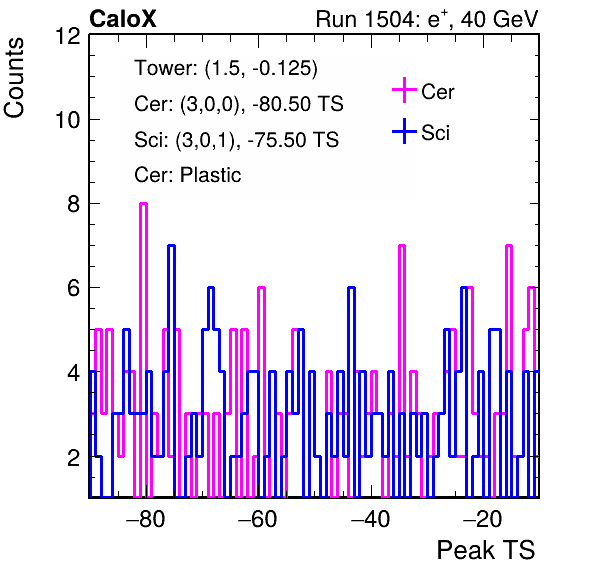 CaloX Run 1504: e⁺, 40 GeV
Counts
12
10
8
6
4
2
Tower: (1.5, -0.125)
Cer: (3,0,0), -80.50 TS
Sci: (3,0,1), -75.50 TS
Cer: Plastic
Cer
Sci
−80 −60 −40 −20
Peak TS